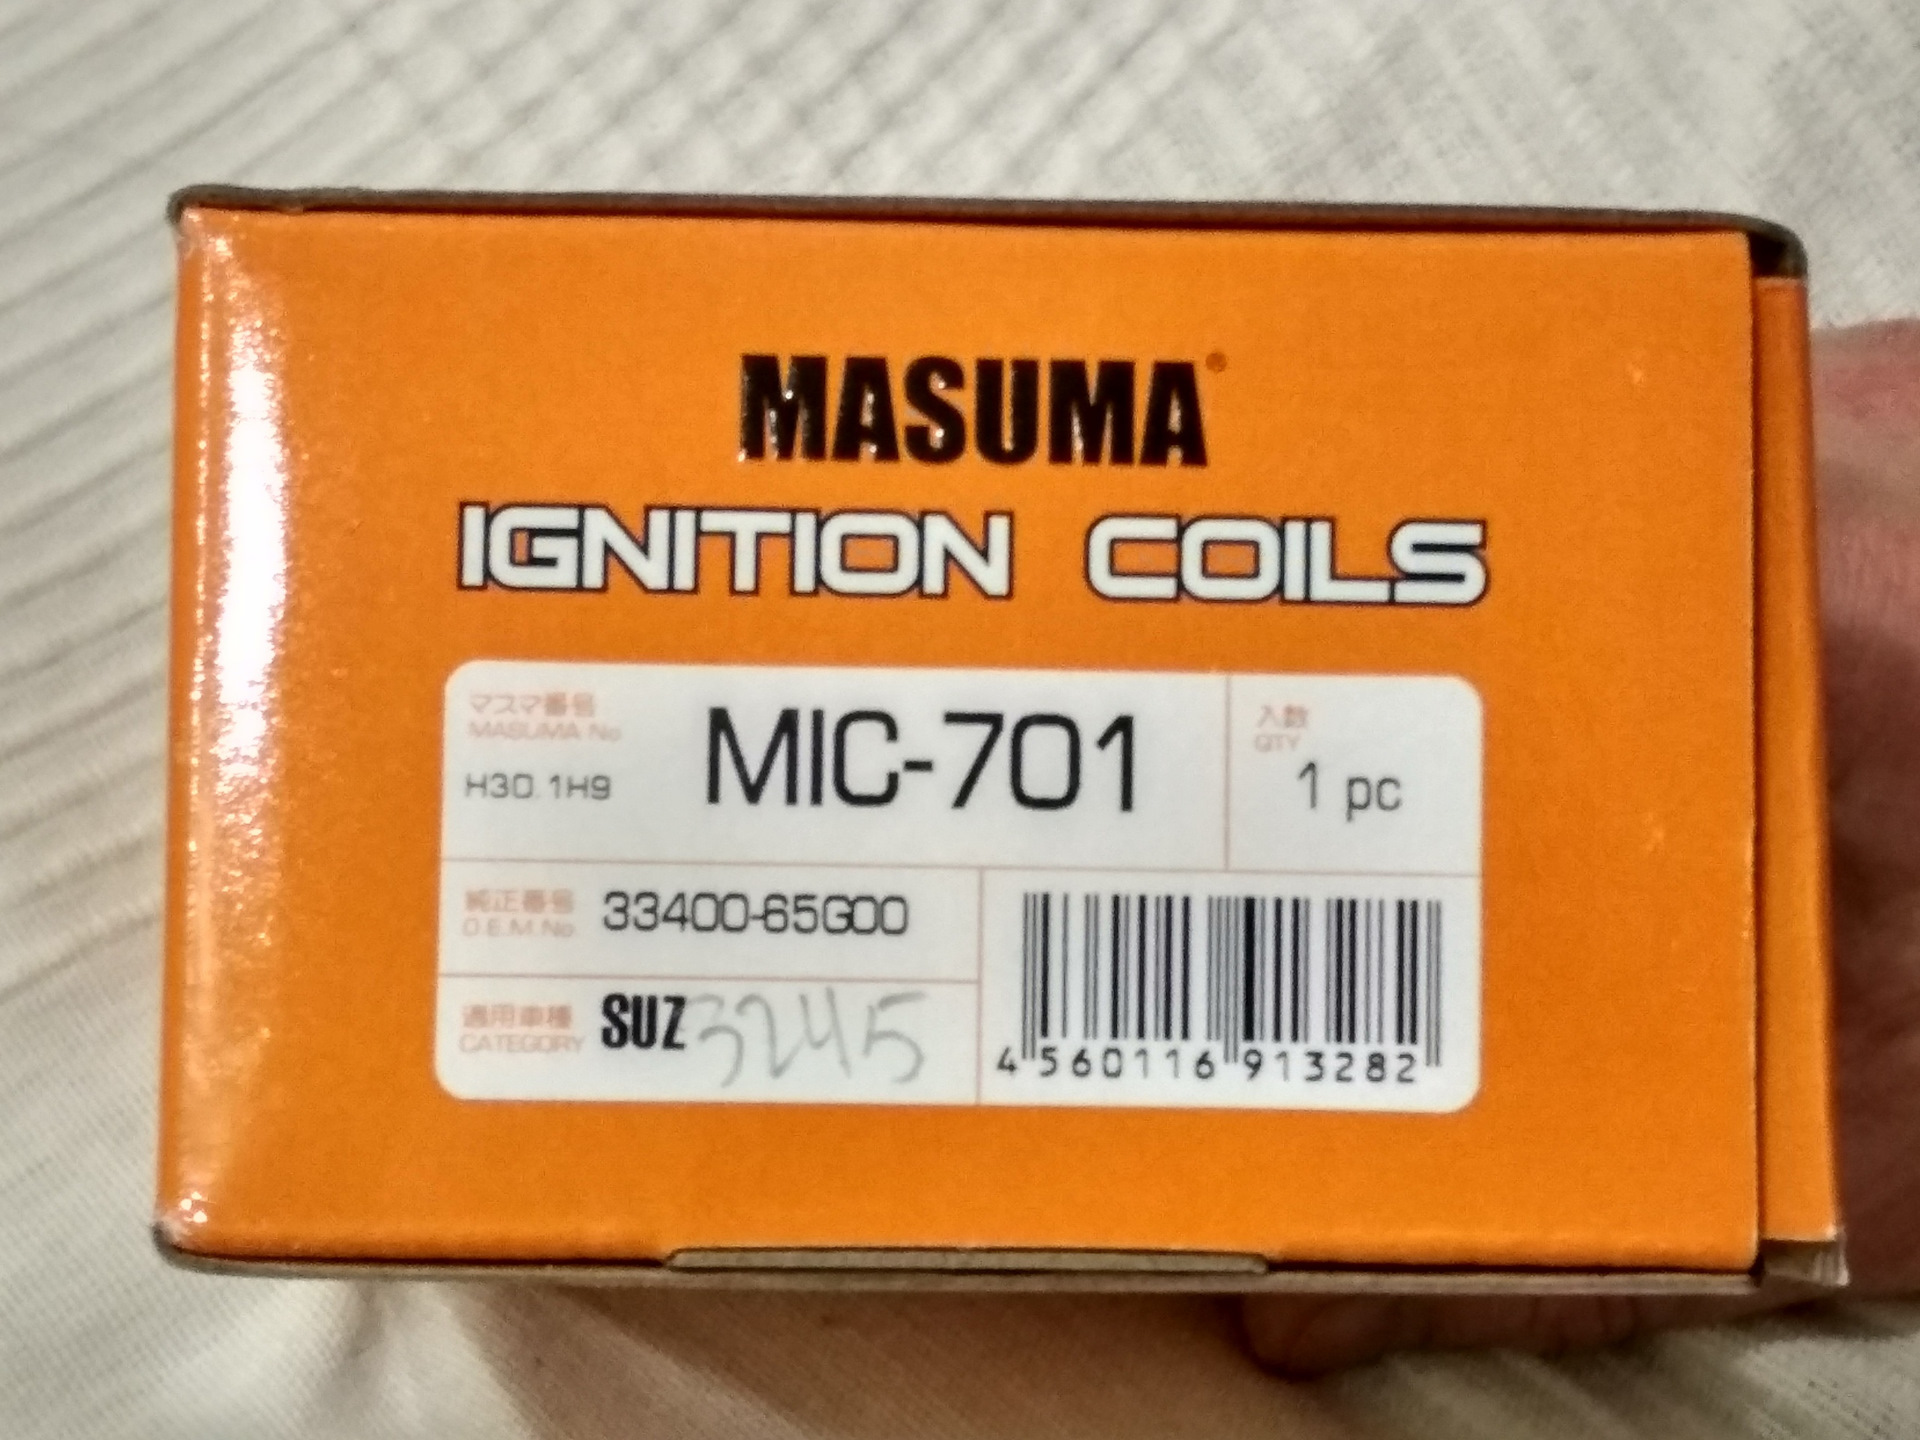 MASUMA
IGNITION COILS
マスマ番号
MASUMA No
H30.1H9
MIC-701
入数
QTY
1 pc
純正番号
O.E.M.No
33400-65G00
適用車種
CATEGORY
SUZ 3245
4 560116 913282